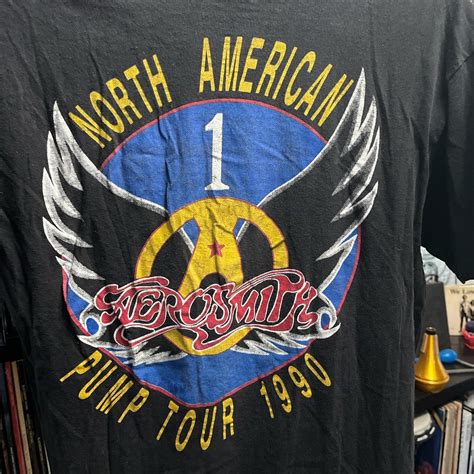 NORTH AMERICAN
1
AEROSMITH
PUMP TOUR 1990